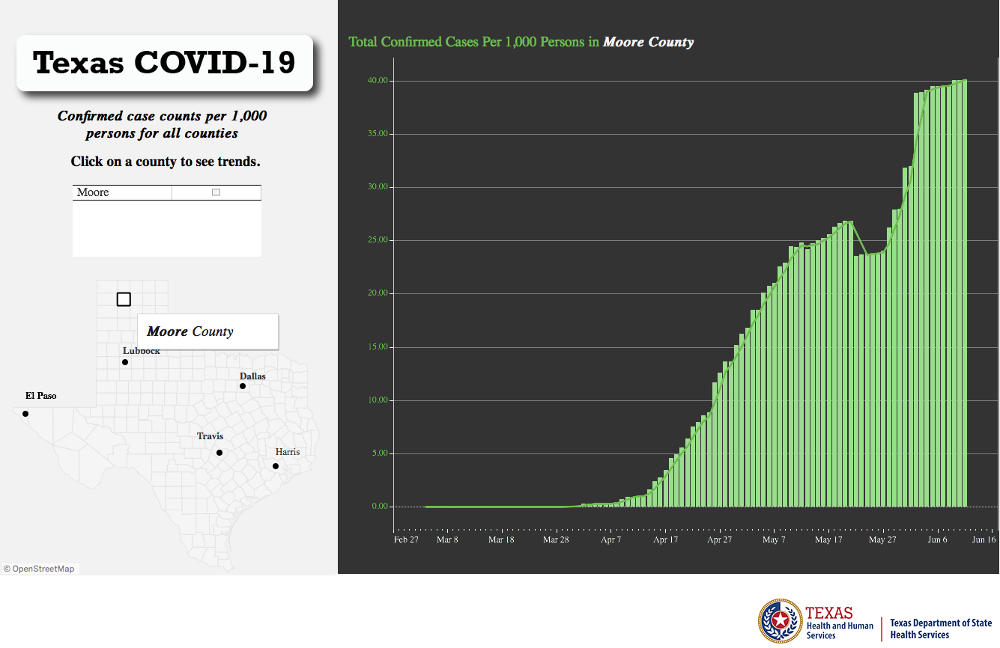 Texas COVID-19
Confirmed case counts per 1,000
persons for all counties
Click on a county to see trends.
Moore
Moore County
Lubbock
Dallas
El Paso
Travis
Harris
© OpenStreetMap
Total Confirmed Cases Per 1,000 Persons in Moore County
40.00
35.00
30.00
25.00
20.00
15.00
10.00
5.00
0.00
Feb 27 Mar 8 Mar 18 Mar 28 Apr 7 Apr 17 Apr 27 May 7 May 17 May 27 Jun 6 Jun 16
TEXAS
Health and Human
Services
Texas Department of State
Health Services